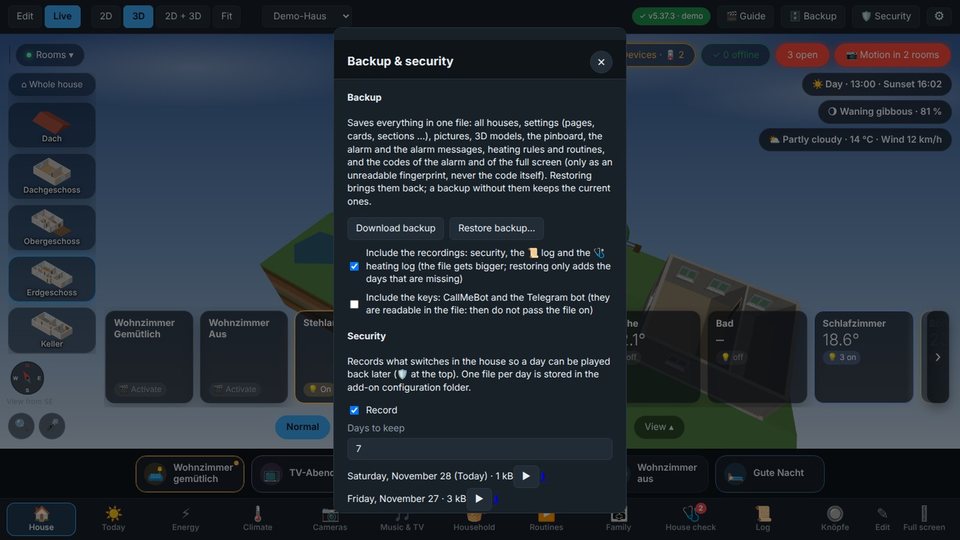 Edit
Live
2D
3D
2D + 3D
Fit
Demo-Haus
✓ v5.37.3 · demo
Guide
Backup
Security
Rooms ▾
Whole house
Dach
Dachgeschoss
Obergeschoss
Erdgeschoss
Keller
View from SE
evices · 2
✓ 0 offline
3 open
Motion in 2 rooms
Day · 13:00 · Sunset 16:02
Waning gibbous · 81 %
Partly cloudy · 14 °C · Wind 12 km/h
Backup & security
Backup
Saves everything in one file: all houses, settings (pages,
cards, sections ...), pictures, 3D models, the pinboard, the
alarm and the alarm messages, heating rules and routines,
and the codes of the alarm and of the full screen (only as an
unreadable fingerprint, never the code itself). Restoring
brings them back; a backup without them keeps the current
ones.
Download backup
Restore backup...
Include the recordings: security, the 📜 log and the 🩺
heating log (the file gets bigger; restoring only adds the
days that are missing)
Include the keys: CallMeBot and the Telegram bot (they
are readable in the file: then do not pass the file on)
Security
Records what switches in the house so a day can be played
back later (🛡️ at the top). One file per day is stored in the
add-on configuration folder.
Record
Days to keep
7
Saturday, November 28 (Today) · 1 kB
Friday, November 27 · 3 kB
Wohnzimmer
Gemütlich
Activate
Wohnzimmer
Aus
Activate
Stehla
On
he
2.1°
off
Bad
–
off
Schlafzimmer
18.6°
3 on
Normal
View ▴
Wohnzimmer
gemütlich
TV-Abend
Wohnzimmer
aus
Gute Nacht
House
Today
Energy
Climate
Cameras
Music & TV
Household
Routines
Family
2
House check
Log
Knöpfe
Edit
Full screen